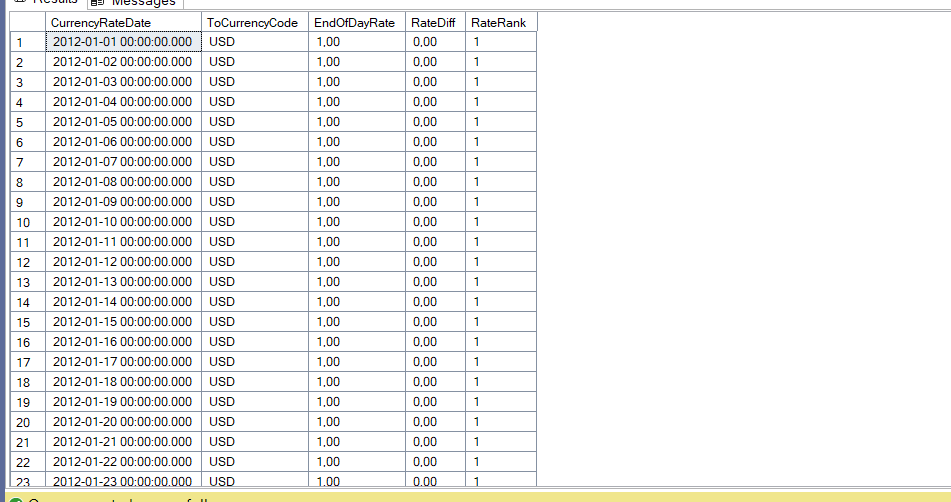 Results Messages
CurrencyRateDate ToCurrencyCode EndOfDayRate RateDiff RateRank
1 2012-01-01 00:00:00.000 USD 1,00 0,00 1
2 2012-01-02 00:00:00.000 USD 1,00 0,00 1
3 2012-01-03 00:00:00.000 USD 1,00 0,00 1
4 2012-01-04 00:00:00.000 USD 1,00 0,00 1
5 2012-01-05 00:00:00.000 USD 1,00 0,00 1
6 2012-01-06 00:00:00.000 USD 1,00 0,00 1
7 2012-01-07 00:00:00.000 USD 1,00 0,00 1
8 2012-01-08 00:00:00.000 USD 1,00 0,00 1
9 2012-01-09 00:00:00.000 USD 1,00 0,00 1
10 2012-01-10 00:00:00.000 USD 1,00 0,00 1
11 2012-01-11 00:00:00.000 USD 1,00 0,00 1
12 2012-01-12 00:00:00.000 USD 1,00 0,00 1
13 2012-01-13 00:00:00.000 USD 1,00 0,00 1
14 2012-01-14 00:00:00.000 USD 1,00 0,00 1
15 2012-01-15 00:00:00.000 USD 1,00 0,00 1
16 2012-01-16 00:00:00.000 USD 1,00 0,00 1
17 2012-01-17 00:00:00.000 USD 1,00 0,00 1
18 2012-01-18 00:00:00.000 USD 1,00 0,00 1
19 2012-01-19 00:00:00.000 USD 1,00 0,00 1
20 2012-01-20 00:00:00.000 USD 1,00 0,00 1
21 2012-01-21 00:00:00.000 USD 1,00 0,00 1
22 2012-01-22 00:00:00.000 USD 1,00 0,00 1
23 2012-01-23 00:00:00.000 USD 1,00 0,00 1